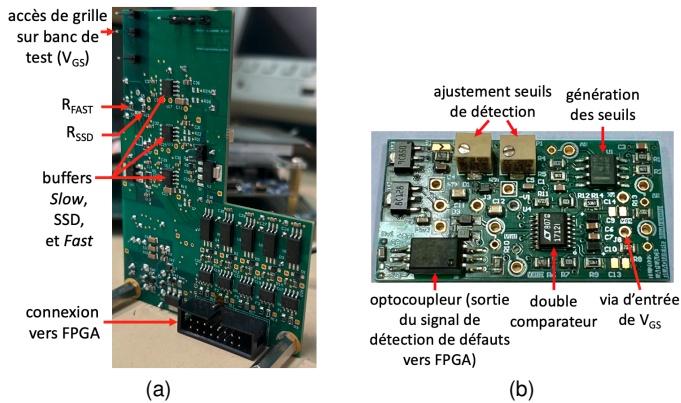 accès de grille
sur banc de
test (VGS)
RFAST
RSSD
buffers
Slow,
SSD,
et Fast
connexion
vers FPGA
(a)
ajustement seuils
de détection
génération
des seuils
optocoupleur (sortie
du signal de
détection de défauts
vers FPGA)
double
comparateur
via d'entrée
de VGS
(b)